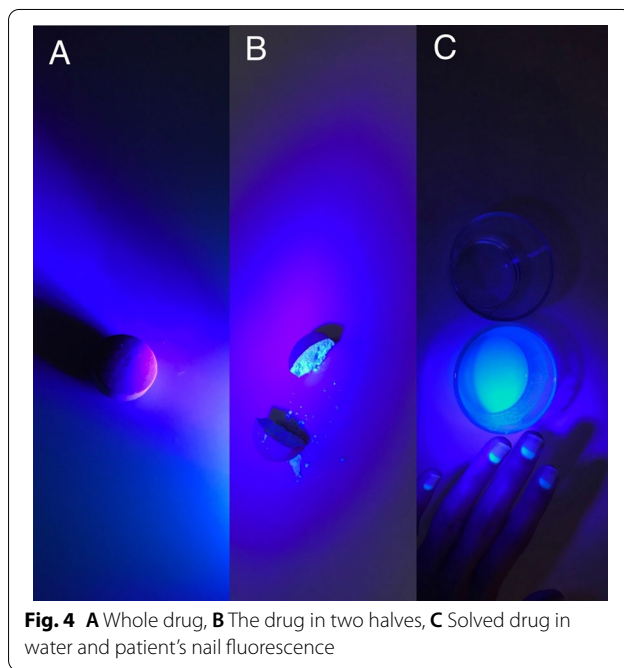 A
B
C
Fig. 4 A Whole drug, B The drug in two halves, C Solved drug in
water and patient’s nail fluorescence